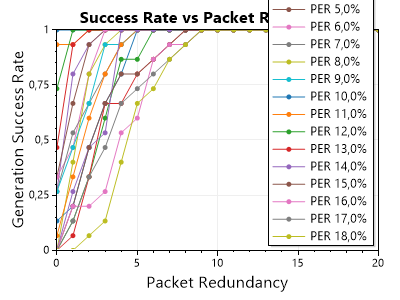 Success Rate vs Packet R
PER 5,0%
PER 6,0%
PER 7,0%
PER 8,0%
PER 9,0%
PER 10,0%
PER 11,0%
PER 12,0%
PER 13,0%
PER 14,0%
PER 15,0%
PER 16,0%
PER 17,0%
PER 18,0%
Generation Success Rate
1
0,75
0,5
0,25
0
0
5
10
15
20
Packet Redundancy